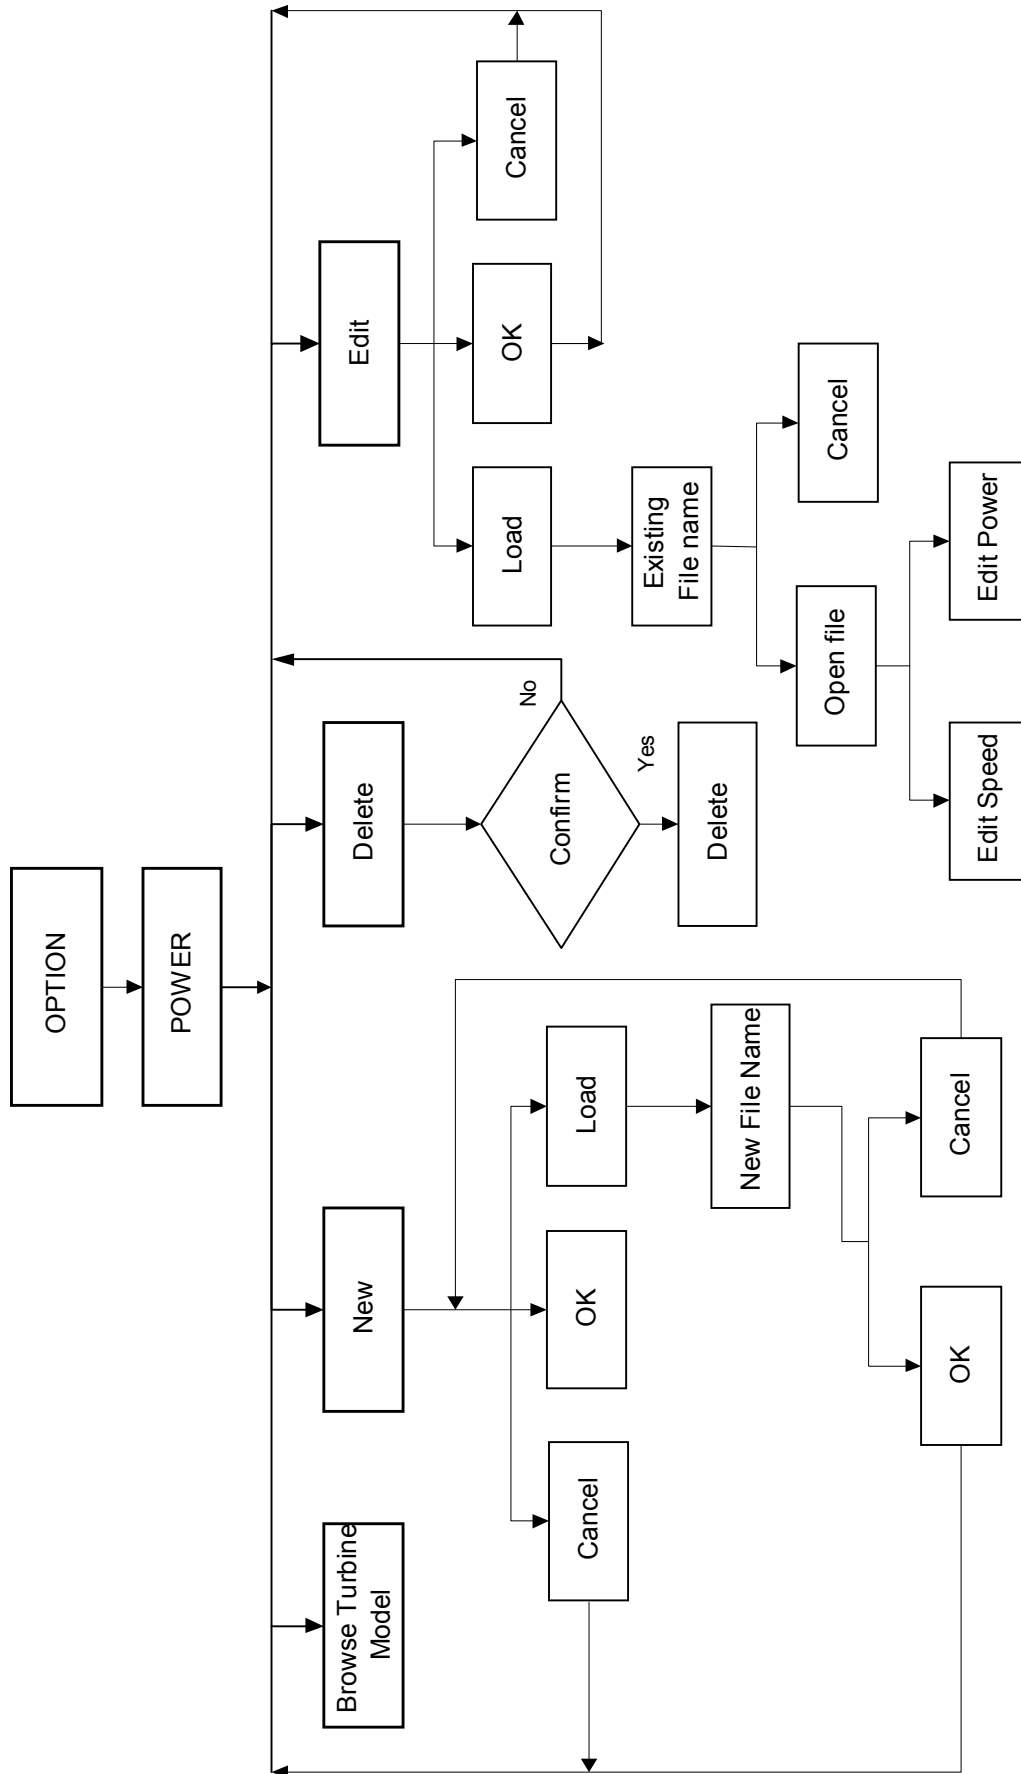 OPTION
POWER
Browse Turbine
Model
New
Delete
Edit
Cancel
OK
Load
Confirm
No
Yes
Load
OK
Cancel
New File Name
Delete
Existing
File name
OK
Cancel
Open file
Cancel
Edit Speed
Edit Power